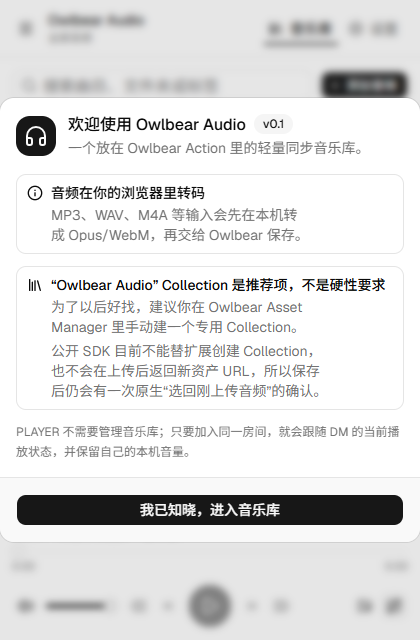 Owlbear Audio
欢迎使用 Owlbear Audio v0.1
一个放在 Owlbear Action 里的轻量同步音乐库。
音频在你的浏览器里转码
MP3、WAV、M4A 等输入会先在本机转
成 Opus/WebM，再交给 Owlbear 保存。
“Owlbear Audio” Collection 是推荐项，不是硬性要求
为了以后好找，建议你在 Owlbear Asset
Manager 里手动建一个专用 Collection。
公开 SDK 目前不能替扩展创建 Collection，
也不会在上传后返回新资产 URL，所以保存
后仍会有一次原生“选回刚上传音频”的确认。
PLAYER 不需要管理音乐库；只要加入同一房间，就会跟随 DM 的当前播
放状态，并保留自己的本机音量。
我已知晓，进入音乐库